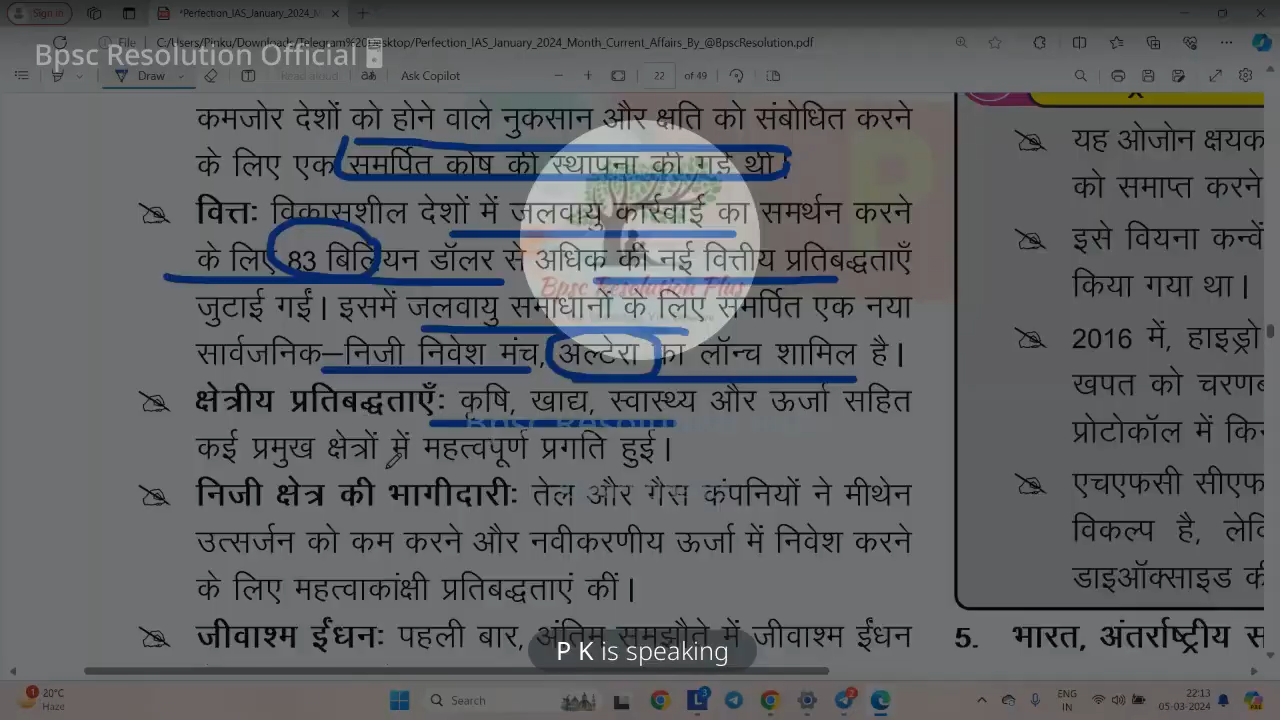 Sign in
*Perfection_IAS_January_2024_M
File C:/Users/Pinku/Downloads/Telegram%20Desktop/Perfection_IAS_January_2024_Month_Current_Affairs_By_@BpscResolution.pdf
Bpsc Resolution Official
Draw Read aloud Ask Copilot 22 of 49
कमजोर देशों को होने वाले नुकसान और क्षति को संबोधित करने
के लिए एक समर्पित कोष की स्थापना की गई थी।
वित्तः विकासशील देशों में जलवायु कार्रवाई का समर्थन करने
के लिए 83 बिलियन डॉलर से अधिक की नई वित्तीय प्रतिबद्धताएँ
जुटाई गईं। इसमें जलवायु समाधानों के लिए समर्पित एक नया
सार्वजनिक–निजी निवेश मंच, अल्टेरा का लॉन्च शामिल है।
क्षेत्रीय प्रतिबद्धताएँः कृषि, खाद्य, स्वास्थ्य और ऊर्जा सहित
कई प्रमुख क्षेत्रों में महत्वपूर्ण प्रगति हुई।
निजी क्षेत्र की भागीदारीः तेल और गैस कंपनियों ने मीथेन
उत्सर्जन को कम करने और नवीकरणीय ऊर्जा में निवेश करने
के लिए महत्वाकांक्षी प्रतिबद्धताएं कीं।
जीवाश्म ईंधनः पहली बार, अंतिम समझौते में जीवाश्म ईंधन
यह ओजोन क्षयक
को समाप्त करने
इसे वियना कन्वें
किया गया था।
2016 में, हाइड्रो
खपत को चरणब
प्रोटोकॉल में कि
एचएफसी सीएफ
विकल्प है, लेवि
डाइऑक्साइड की
5. भारत, अंतर्राष्ट्रीय स
Bpsc Resolution Plus
P K is speaking
20°C
Haze
Search
ENG
IN
22:13
05-03-2024